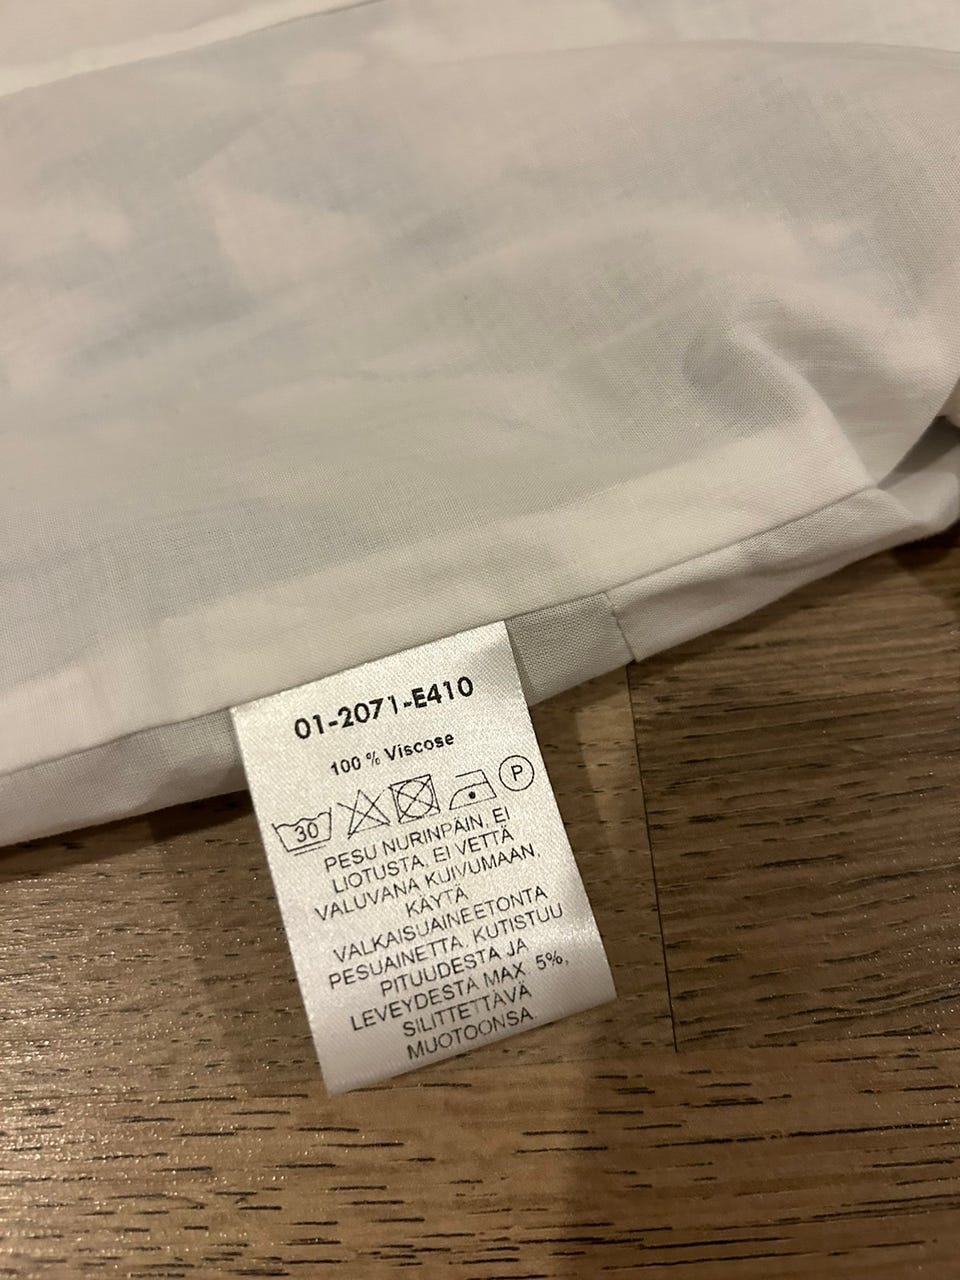 01-2071-E410
100 % Viscose
30 P
PESU NURINPÄIN, EI
LIOTUSTA, EI VETTÄ
VALUVANA KUIVUMAAN,
KÄYTÄ
VALKAISUAINEETONTA
PESUAINETTA. KUTISTUU
PITUUDESTA JA
LEVEYDESTÄ MAX 5%,
SILITETTÄVÄ
MUOTOONSA.